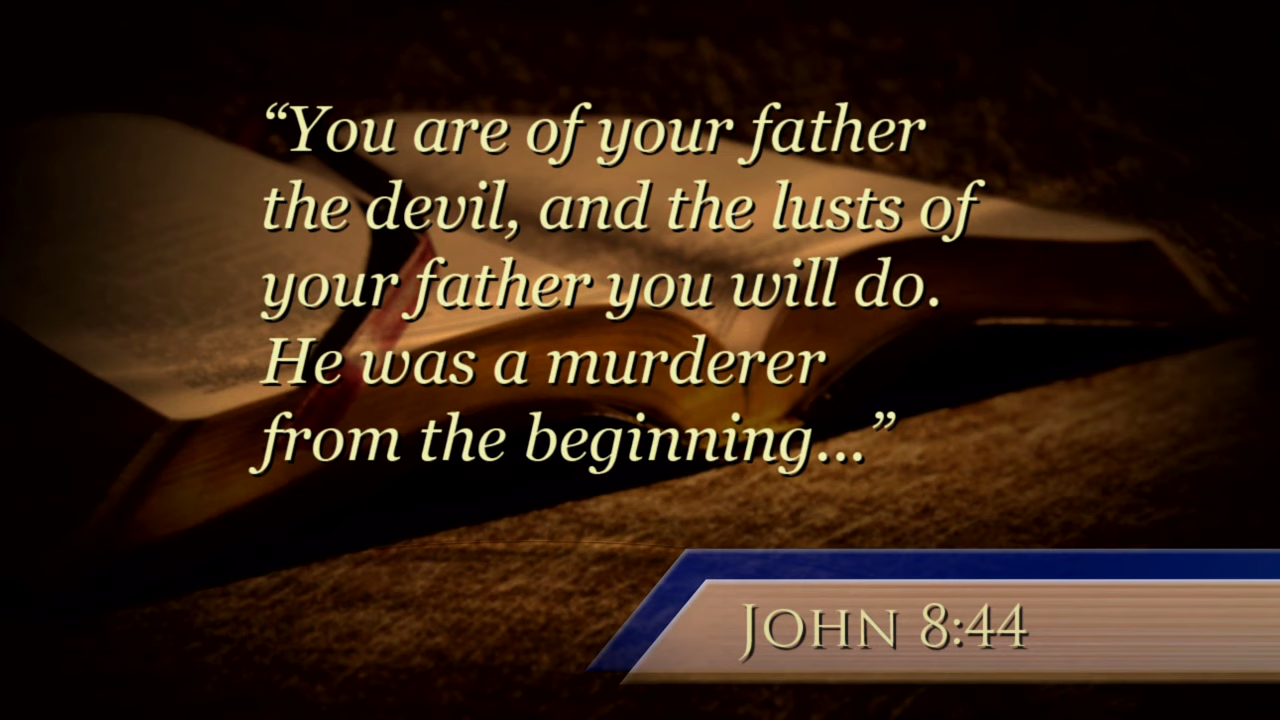 “You are of your father
the devil, and the lusts of
your father you will do.
He was a murderer
from the beginning...”
John 8:44